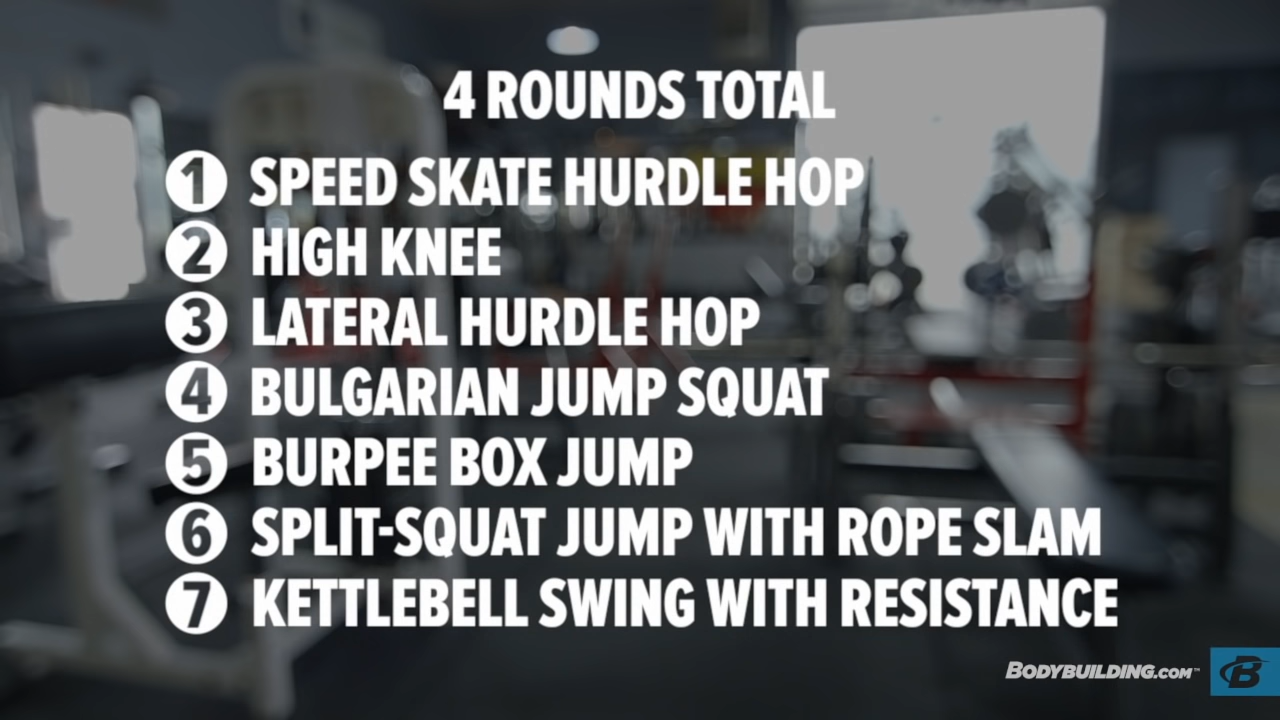 4 ROUNDS TOTAL
1 SPEED SKATE HURDLE HOP
2 HIGH KNEE
3 LATERAL HURDLE HOP
4 BULGARIAN JUMP SQUAT
5 BURPEE BOX JUMP
6 SPLIT-SQUAT JUMP WITH ROPE SLAM
7 KETTLEBELL SWING WITH RESISTANCE
BODYBUILDING.COM™ B